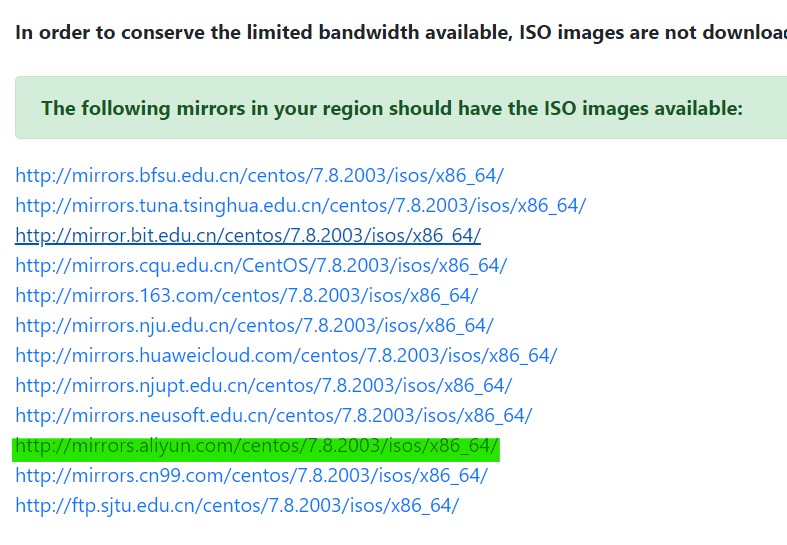 In order to conserve the limited bandwidth available, ISO images are not
The following mirrors in your region should have the ISO images available:
http://mirrors.bfsu.edu.cn/centos/7.8.2003/isos/x86_64/
http://mirrors.tuna.tsinghua.edu.cn/centos/7.8.2003/isos/x86_64/
http://mirror.bit.edu.cn/centos/7.8.2003/isos/x86_64/
http://mirrors.cqu.edu.cn/CentOS/7.8.2003/isos/x86_64/
http://mirrors.163.com/centos/7.8.2003/isos/x86_64/
http://mirrors.nju.edu.cn/centos/7.8.2003/isos/x86_64/
http://mirrors.huaweicloud.com/centos/7.8.2003/isos/x86_64/
http://mirrors.njupt.edu.cn/centos/7.8.2003/isos/x86_64/
http://mirrors.neusoft.edu.cn/centos/7.8.2003/isos/x86_64/
http://mirrors.aliyun.com/centos/7.8.2003/isos/x86_64/
http://mirrors.cn99.com/centos/7.8.2003/isos/x86_64/
http://ftp.sjtu.edu.cn/centos/7.8.2003/isos/x86_64/